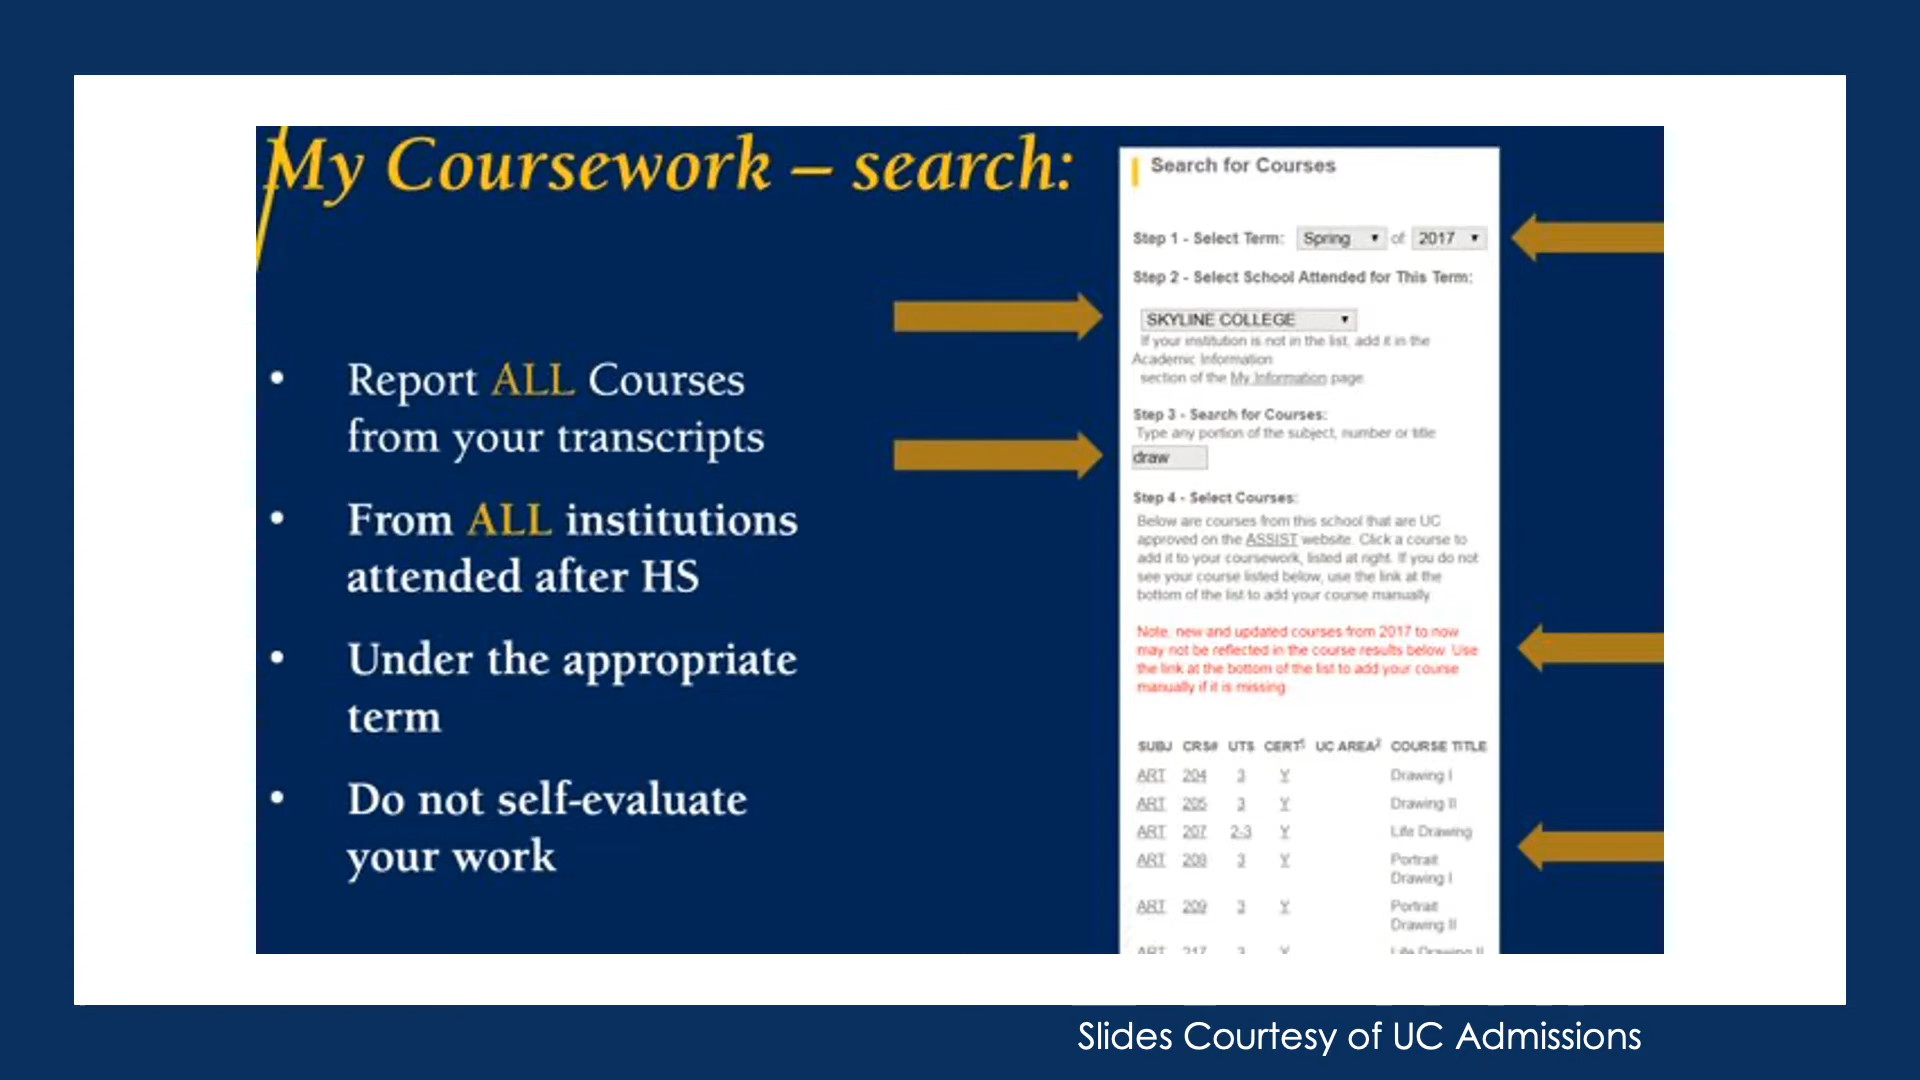 My Coursework – search:
• Report ALL Courses
from your transcripts
• From ALL institutions
attended after HS
• Under the appropriate
term
• Do not self-evaluate
your work
Search for Courses
Step 1 - Select Term: Spring of 2017
Step 2 - Select School Attended for This Term:
SKYLINE COLLEGE
If your institution is not in the list, add it in the
Academic Information
section of the My Information page.
Step 3 - Search for Courses:
Type any portion of the subject, number or title
draw
Step 4 - Select Courses:
Below are courses from this school that are UC
approved on the ASSIST website. Click a course to
add it to your coursework, listed at right. If you do not
see your course listed below, use the link at the
bottom of the list to add your course manually
Note, new and updated courses from 2017 to now
may not be reflected in the course results below. Use
the link at the bottom of the list to add your course
manually if it is missing
SUBJ CRS# UTS CERT¹ UC AREA² COURSE TITLE
ART 204 3 Y Drawing I
ART 205 3 Y Drawing II
ART 207 2-3 Y Life Drawing
ART 208 3 Y Portrait
Drawing I
ART 209 3 Y Portrait
Drawing II
ART 217 3 Y Life Drawing II
Slides Courtesy of UC Admissions